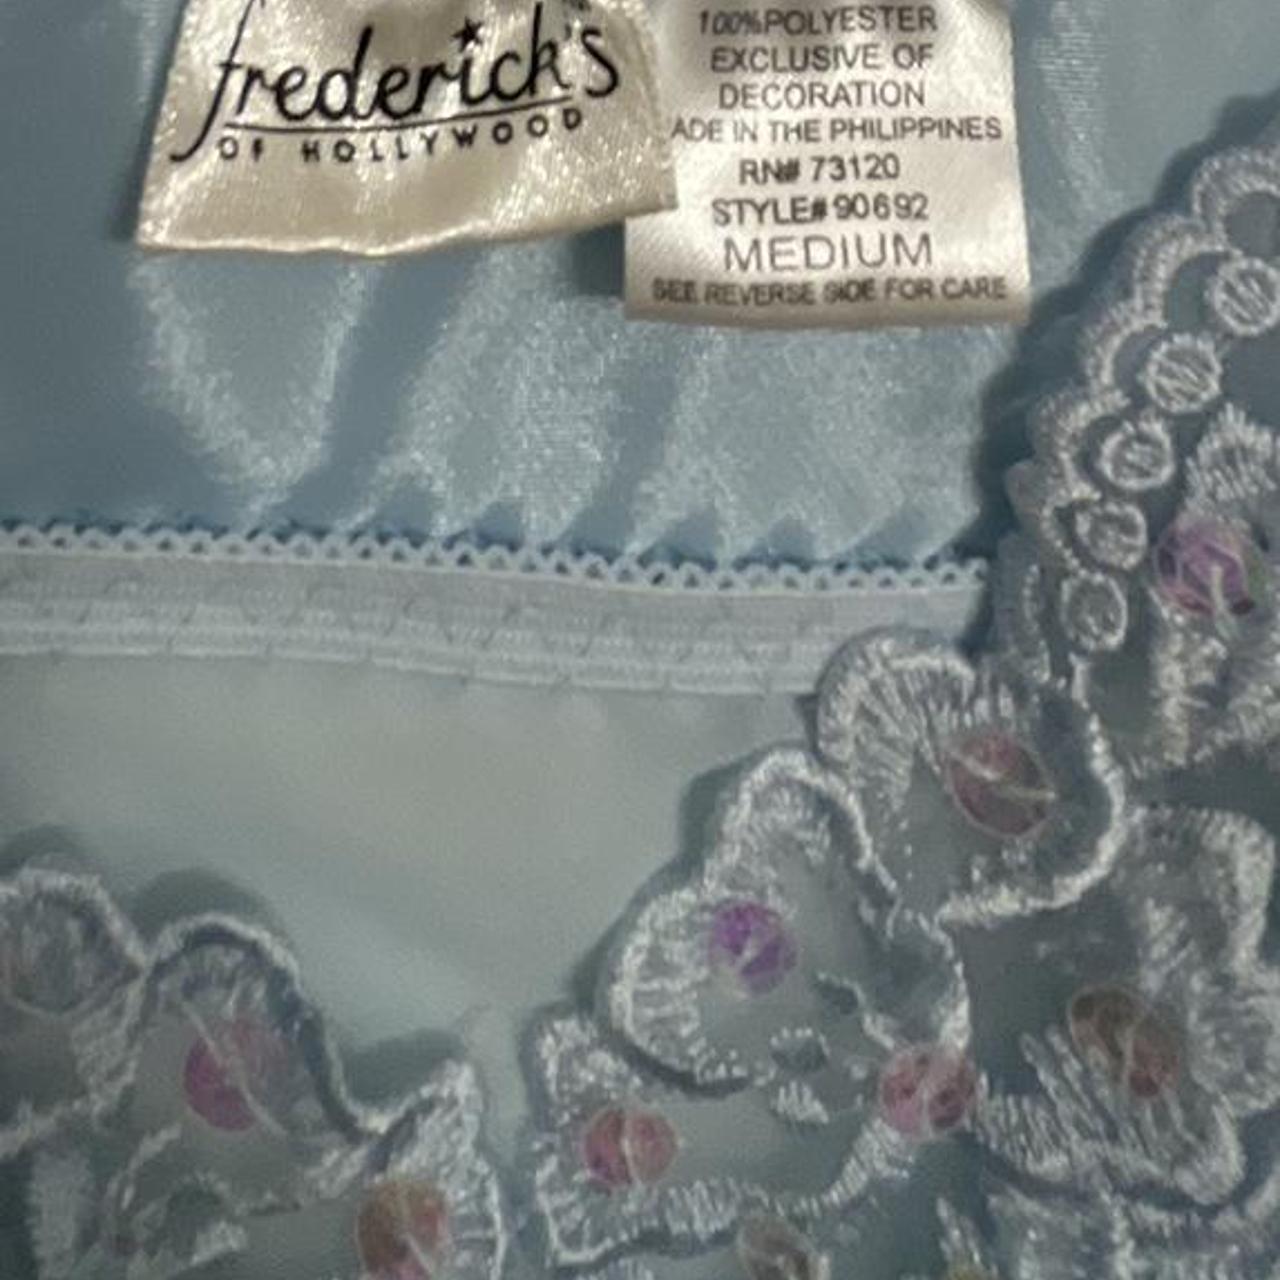 frederick's
OF HOLLYWOOD
100%POLYESTER
EXCLUSIVE OF
DECORATION
ADE IN THE PHILIPPINES
RN# 73120
STYLE# 90692
MEDIUM
SEE REVERSE SIDE FOR CARE